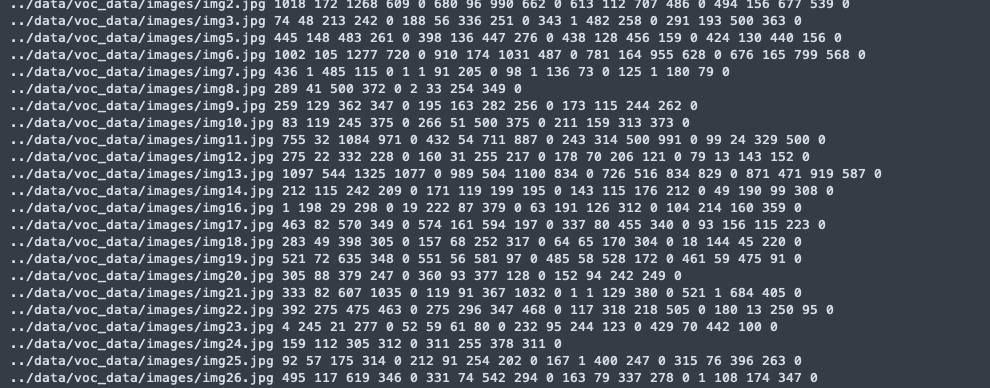 ../data/voc_data/images/img2.jpg 1018 172 1268 609 0 680 96 990 662 0 613 112 707 486 0 494 156 677 539 0
../data/voc_data/images/img3.jpg 74 48 213 242 0 188 56 336 251 0 343 1 482 258 0 291 193 500 363 0
../data/voc_data/images/img5.jpg 445 148 483 261 0 398 136 447 276 0 438 128 456 159 0 424 130 440 156 0
../data/voc_data/images/img6.jpg 1002 105 1277 720 0 910 174 1031 487 0 781 164 955 628 0 676 165 799 568 0
../data/voc_data/images/img7.jpg 436 1 485 115 0 1 1 91 205 0 98 1 136 73 0 125 1 180 79 0
../data/voc_data/images/img8.jpg 289 41 500 372 0 2 33 254 349 0
../data/voc_data/images/img9.jpg 259 129 362 347 0 195 163 282 256 0 173 115 244 262 0
../data/voc_data/images/img10.jpg 83 119 245 375 0 266 51 500 375 0 211 159 313 373 0
../data/voc_data/images/img11.jpg 755 32 1084 971 0 432 54 711 887 0 243 314 500 991 0 99 24 329 500 0
../data/voc_data/images/img12.jpg 275 22 332 228 0 160 31 255 217 0 178 70 206 121 0 79 13 143 152 0
../data/voc_data/images/img13.jpg 1097 544 1325 1077 0 989 504 1100 834 0 726 516 834 829 0 871 471 919 587 0
../data/voc_data/images/img14.jpg 212 115 242 209 0 171 119 199 195 0 143 115 176 212 0 49 190 99 308 0
../data/voc_data/images/img16.jpg 1 198 29 298 0 19 222 87 379 0 63 191 126 312 0 104 214 160 359 0
../data/voc_data/images/img17.jpg 463 82 570 349 0 574 161 594 197 0 337 80 455 340 0 93 156 115 223 0
../data/voc_data/images/img18.jpg 283 49 398 305 0 157 68 252 317 0 64 65 170 304 0 18 144 45 220 0
../data/voc_data/images/img19.jpg 521 72 635 348 0 551 56 581 97 0 485 58 528 172 0 461 59 475 91 0
../data/voc_data/images/img20.jpg 305 88 379 247 0 360 93 377 128 0 152 94 242 249 0
../data/voc_data/images/img21.jpg 333 82 607 1035 0 119 91 367 1032 0 1 1 129 380 0 521 1 684 405 0
../data/voc_data/images/img22.jpg 392 275 475 463 0 275 296 347 468 0 117 318 218 505 0 180 13 250 95 0
../data/voc_data/images/img23.jpg 4 245 21 277 0 52 59 61 80 0 232 95 244 123 0 429 70 442 100 0
../data/voc_data/images/img24.jpg 159 112 305 312 0 311 255 378 311 0
../data/voc_data/images/img25.jpg 92 57 175 314 0 212 91 254 202 0 167 1 400 247 0 315 76 396 263 0
../data/voc_data/images/img26.jpg 495 117 619 346 0 331 74 542 294 0 163 79 337 278 0 1 108 174 347 0